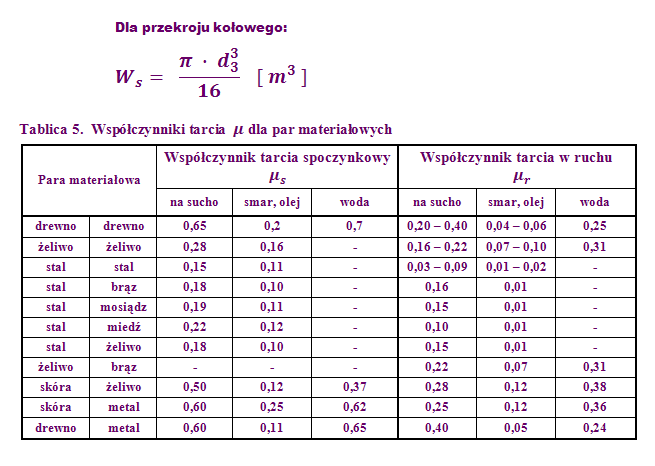 Dla przekroju kołowego:
W_s = π · d_3^3 / 16 [ m^3 ]
Tablica 5. Współczynniki tarcia μ dla par materiałowych
Para materiałowa | Współczynnik tarcia spoczynkowy μ_s | Współczynnik tarcia w ruchu μ_r
na sucho | smar, olej | woda | na sucho | smar, olej | woda
drewno | drewno | 0,65 | 0,2 | 0,7 | 0,20 – 0,40 | 0,04 – 0,06 | 0,25
żeliwo | żeliwo | 0,28 | 0,16 | - | 0,16 – 0,22 | 0,07 – 0,10 | 0,31
stal | stal | 0,15 | 0,11 | - | 0,03 – 0,09 | 0,01 – 0,02 | -
stal | brąz | 0,18 | 0,10 | - | 0,16 | 0,01 | -
stal | mosiądz | 0,19 | 0,11 | - | 0,15 | 0,01 | -
stal | miedź | 0,22 | 0,12 | - | 0,10 | 0,01 | -
stal | żeliwo | 0,18 | 0,10 | - | 0,15 | 0,01 | -
żeliwo | brąz | - | - | - | 0,22 | 0,07 | 0,31
skóra | żeliwo | 0,50 | 0,12 | 0,37 | 0,28 | 0,12 | 0,38
skóra | metal | 0,60 | 0,25 | 0,62 | 0,25 | 0,12 | 0,36
drewno | metal | 0,60 | 0,11 | 0,65 | 0,40 | 0,05 | 0,24